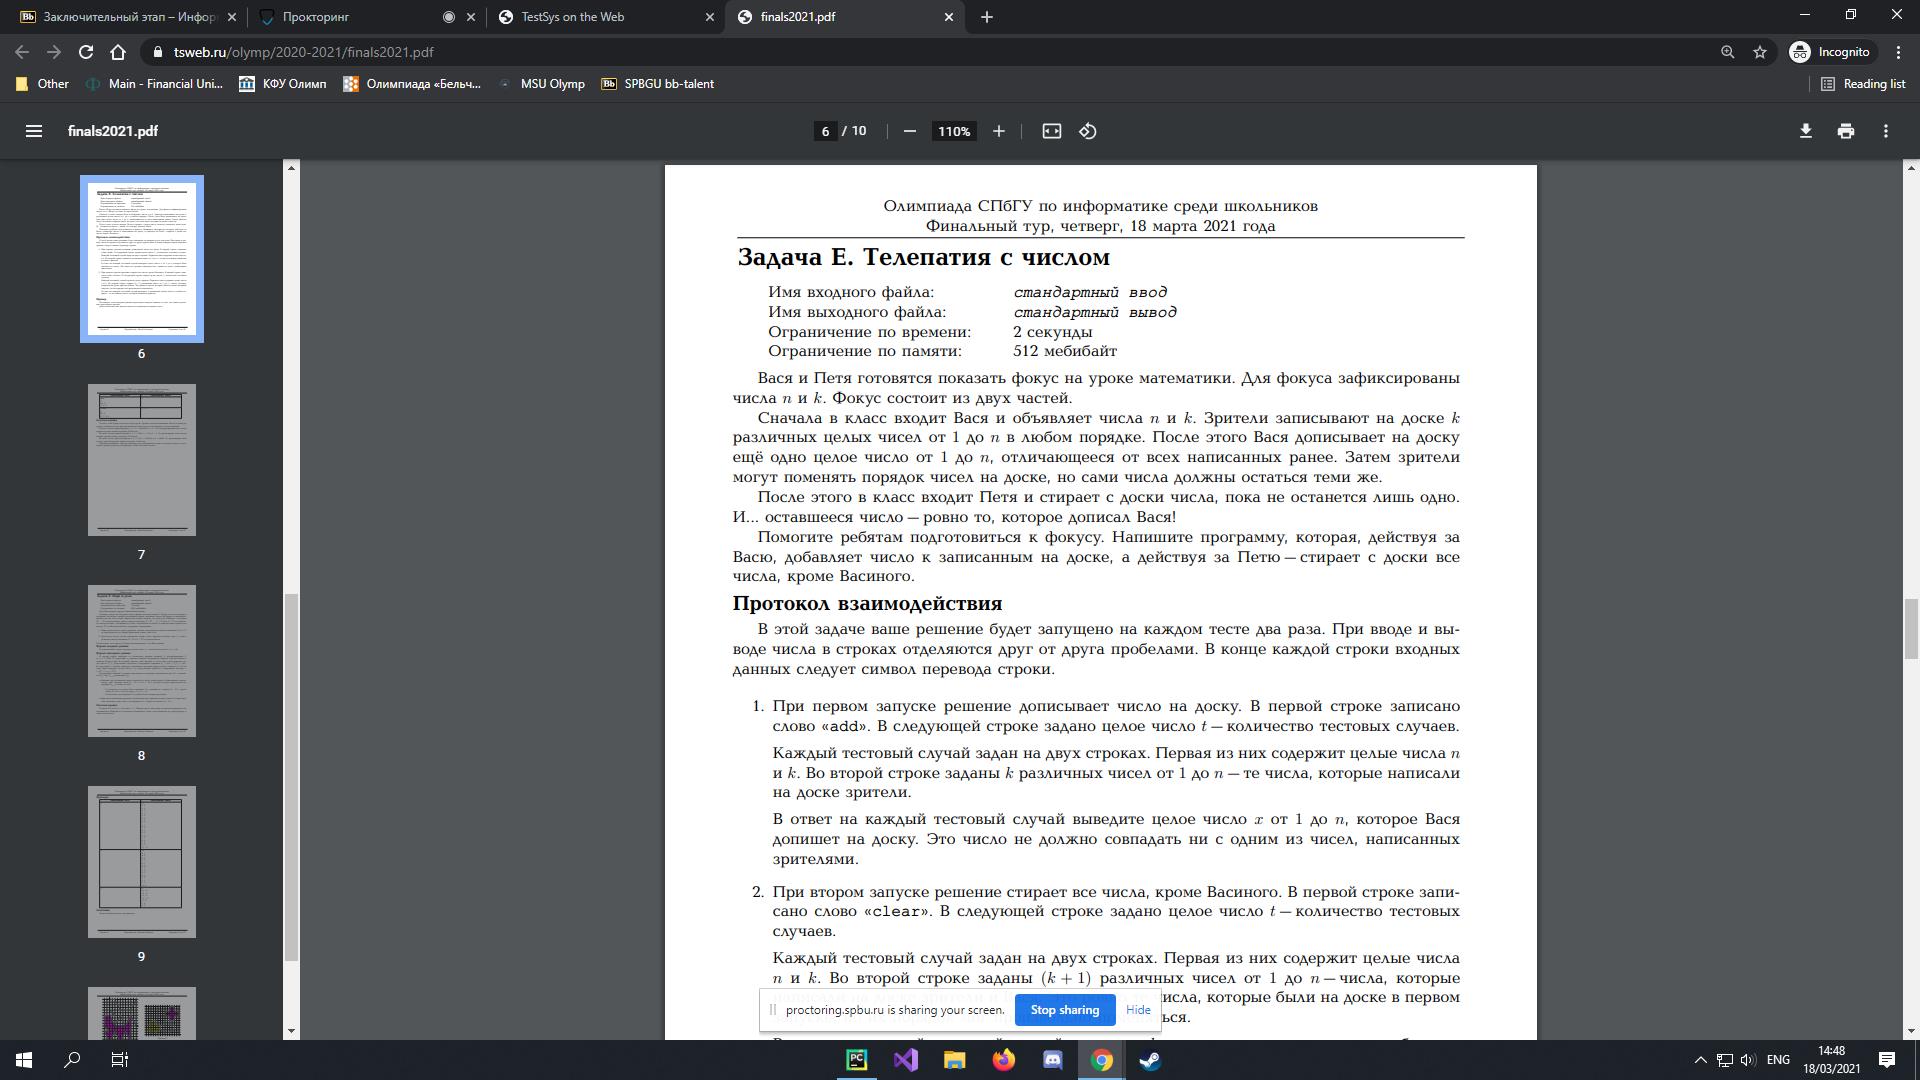 Заключительный этап – Инфор
Прокторинг
TestSys on the Web
finals2021.pdf
tsweb.ru/olymp/2020-2021/finals2021.pdf
Incognito
Other
Main - Financial Uni...
КФУ Олимп
Олимпиада «Бельч...
MSU Olymp
SPBGU bb-talent
Reading list
finals2021.pdf
6 / 10
110%
6
7
8
9
Олимпиада СПбГУ по информатике среди школьников
Финальный тур, четверг, 18 марта 2021 года
Задача E. Телепатия с числом
Имя входного файла: стандартный ввод
Имя выходного файла: стандартный вывод
Ограничение по времени: 2 секунды
Ограничение по памяти: 512 мебибайт
Вася и Петя готовятся показать фокус на уроке математики. Для фокуса зафиксированы
числа n и k. Фокус состоит из двух частей.
Сначала в класс входит Вася и объявляет числа n и k. Зрители записывают на доске k
различных целых чисел от 1 до n в любом порядке. После этого Вася дописывает на доску
ещё одно целое число от 1 до n, отличающееся от всех написанных ранее. Затем зрители
могут поменять порядок чисел на доске, но сами числа должны остаться теми же.
После этого в класс входит Петя и стирает с доски числа, пока не останется лишь одно.
И... оставшееся число — ровно то, которое дописал Вася!
Помогите ребятам подготовиться к фокусу. Напишите программу, которая, действуя за
Васю, добавляет число к записанным на доске, а действуя за Петю — стирает с доски все
числа, кроме Васиного.
Протокол взаимодействия
В этой задаче ваше решение будет запущено на каждом тесте два раза. При вводе и вы-
воде числа в строках отделяются друг от друга пробелами. В конце каждой строки входных
данных следует символ перевода строки.
1. При первом запуске решение дописывает число на доску. В первой строке записано
слово «add». В следующей строке задано целое число t — количество тестовых случаев.
Каждый тестовый случай задан на двух строках. Первая из них содержит целые числа n
и k. Во второй строке заданы k различных чисел от 1 до n — те числа, которые написали
на доске зрители.
В ответ на каждый тестовый случай выведите целое число x от 1 до n, которое Вася
допишет на доску. Это число не должно совпадать ни с одним из чисел, написанных
зрителями.
2. При втором запуске решение стирает все числа, кроме Васиного. В первой строке запи-
сано слово «clear». В следующей строке задано целое число t — количество тестовых
случаев.
Каждый тестовый случай задан на двух строках. Первая из них содержит целые числа
n и k. Во второй строке заданы (k + 1) различных чисел от 1 до n — числа, которые
числа, которые были на доске в первом
ься.
proctoring.spbu.ru is sharing your screen.
Stop sharing
Hide
ENG
14:48
18/03/2021